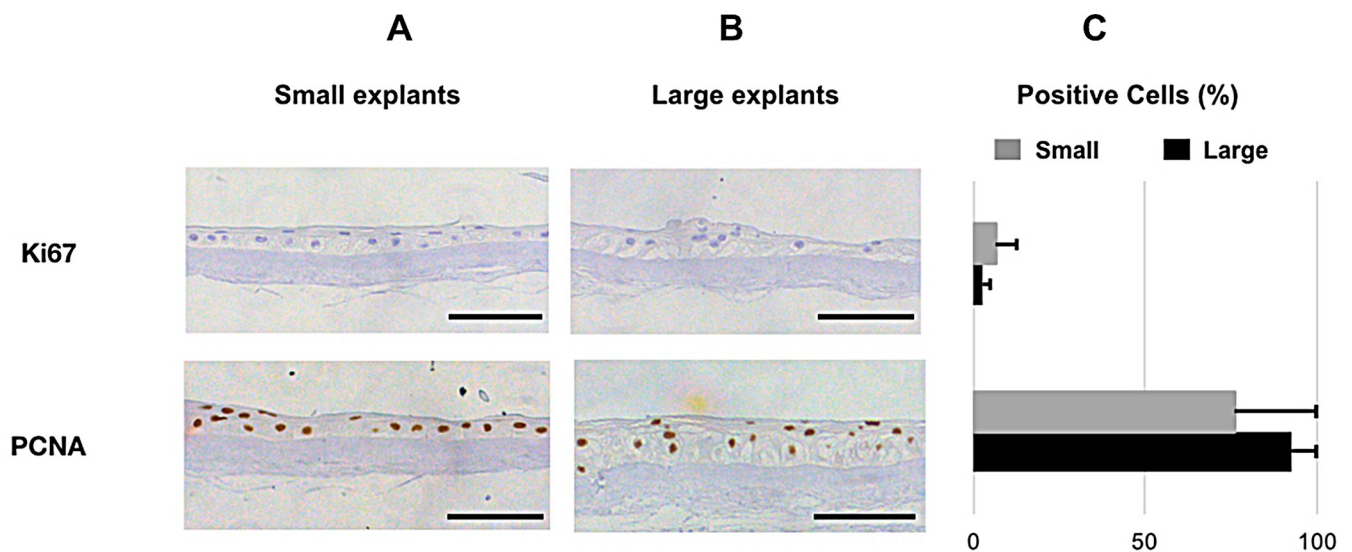 A B C
Small explants Large explants Positive Cells (%)
Small Large
Ki67
PCNA
0 50 100